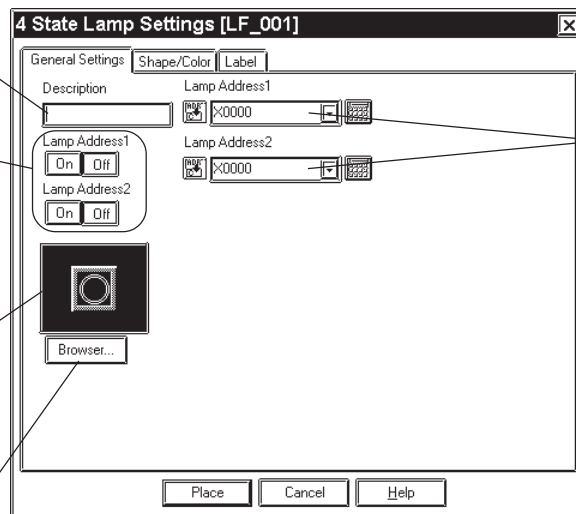 4 State Lamp Settings [LF_001]
General Settings Shape/Color Label
Description
Lamp Address1
X0000
Lamp Address1
On Off
Lamp Address2
X0000
Lamp Address2
On Off
Browser...
Place Cancel Help